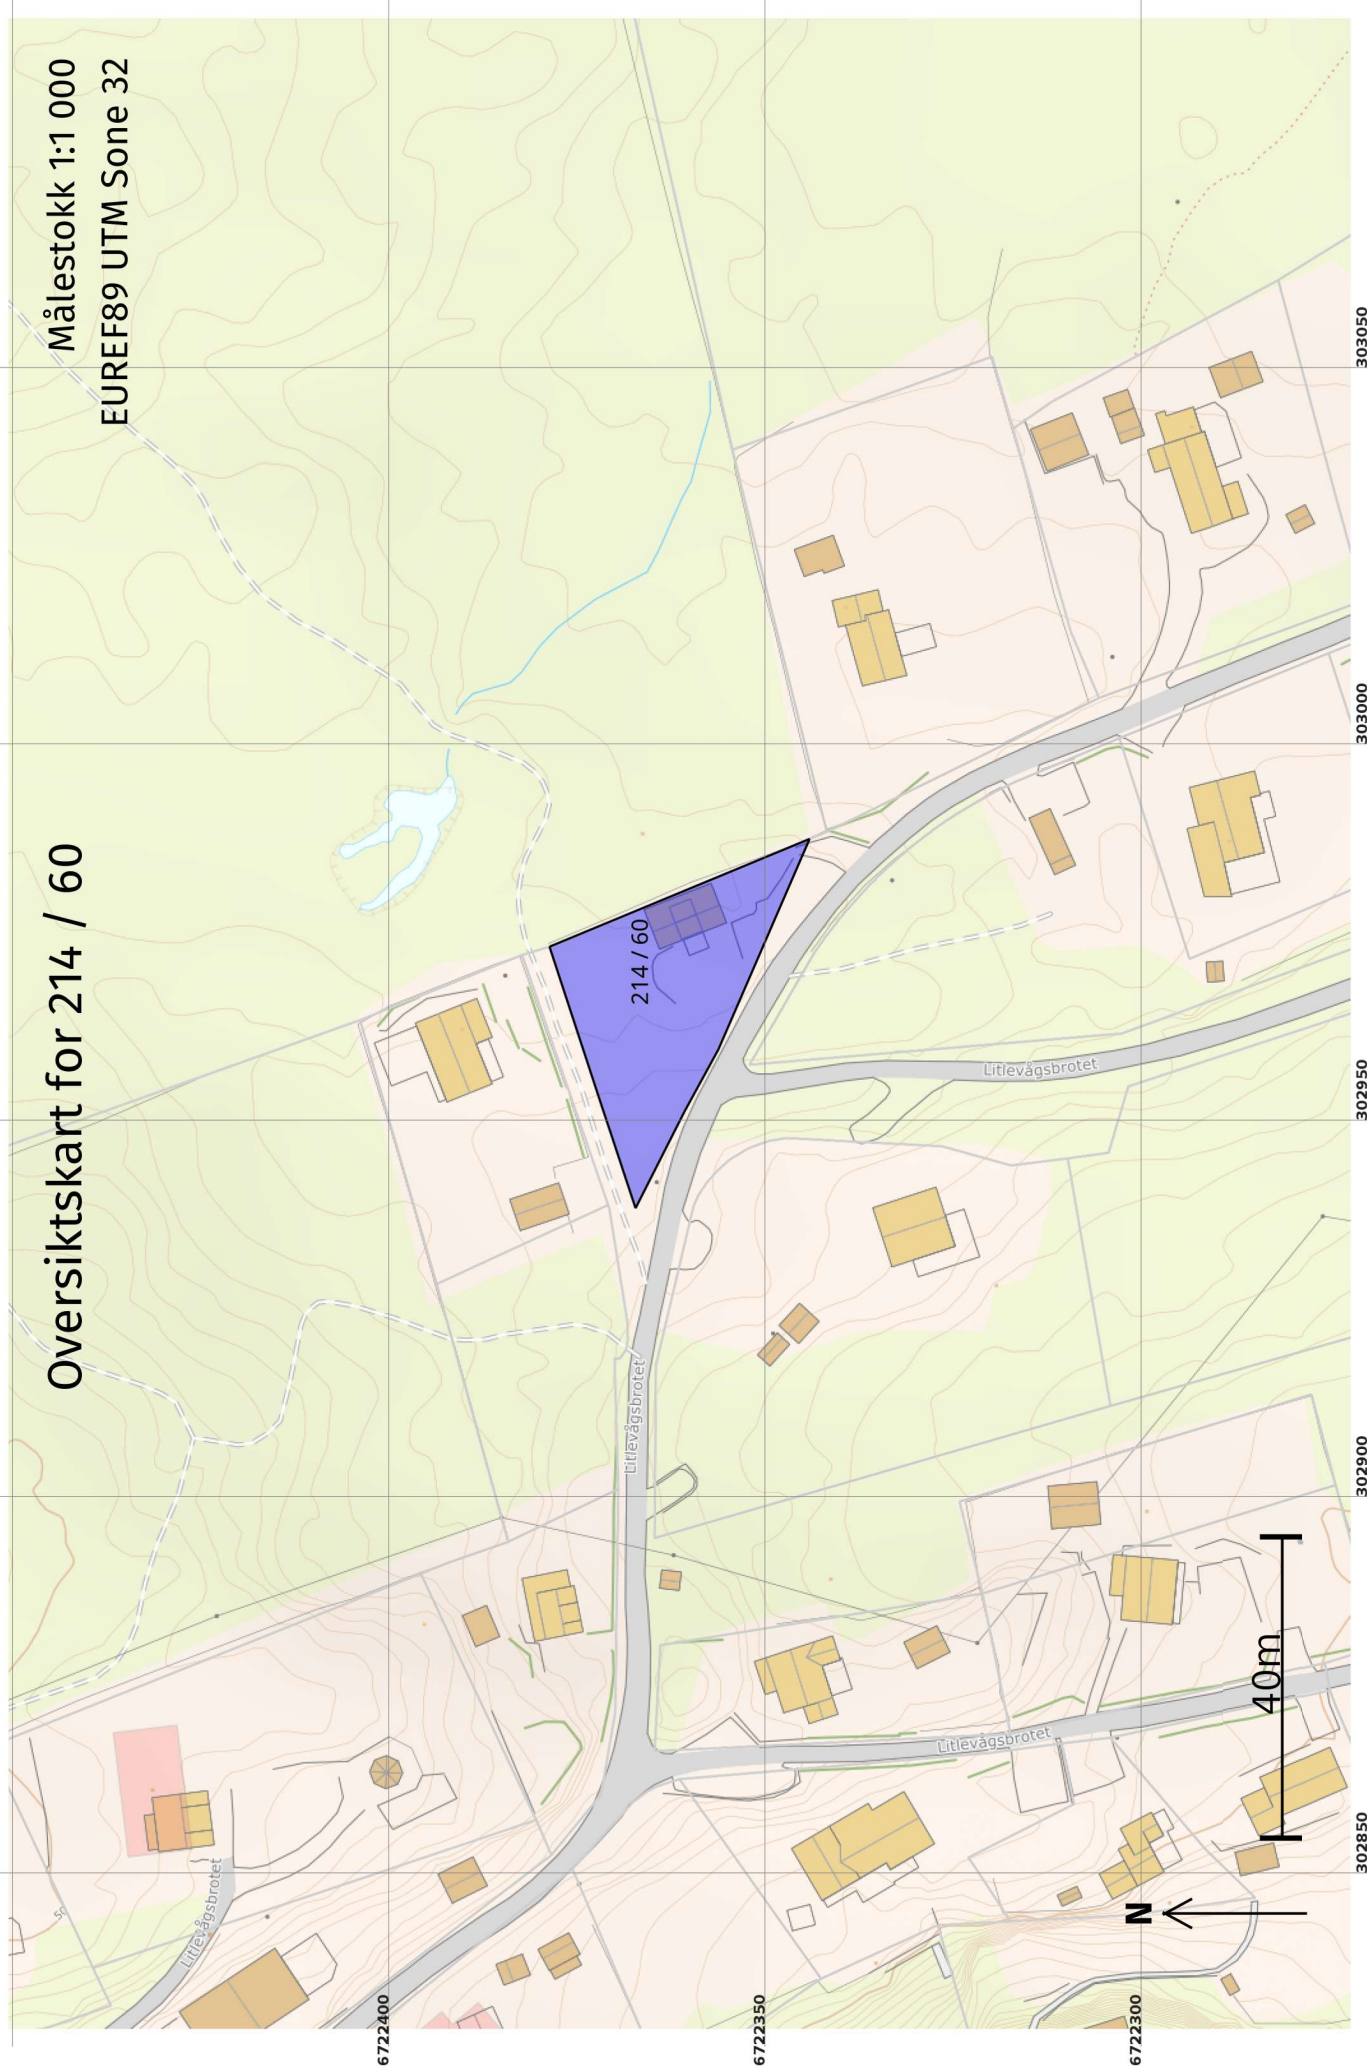 Oversiktskart for 214 / 60
Målestokk 1:1 000
EUREF89 UTM Sone 32
6722400
6722350
6722300
302850
302900
302950
303000
303050
214 / 60
Litlevågsbrotet
Litlevågsbrotet
Litlevågsbrotet
Litlevågsbrotet
50
40m
N